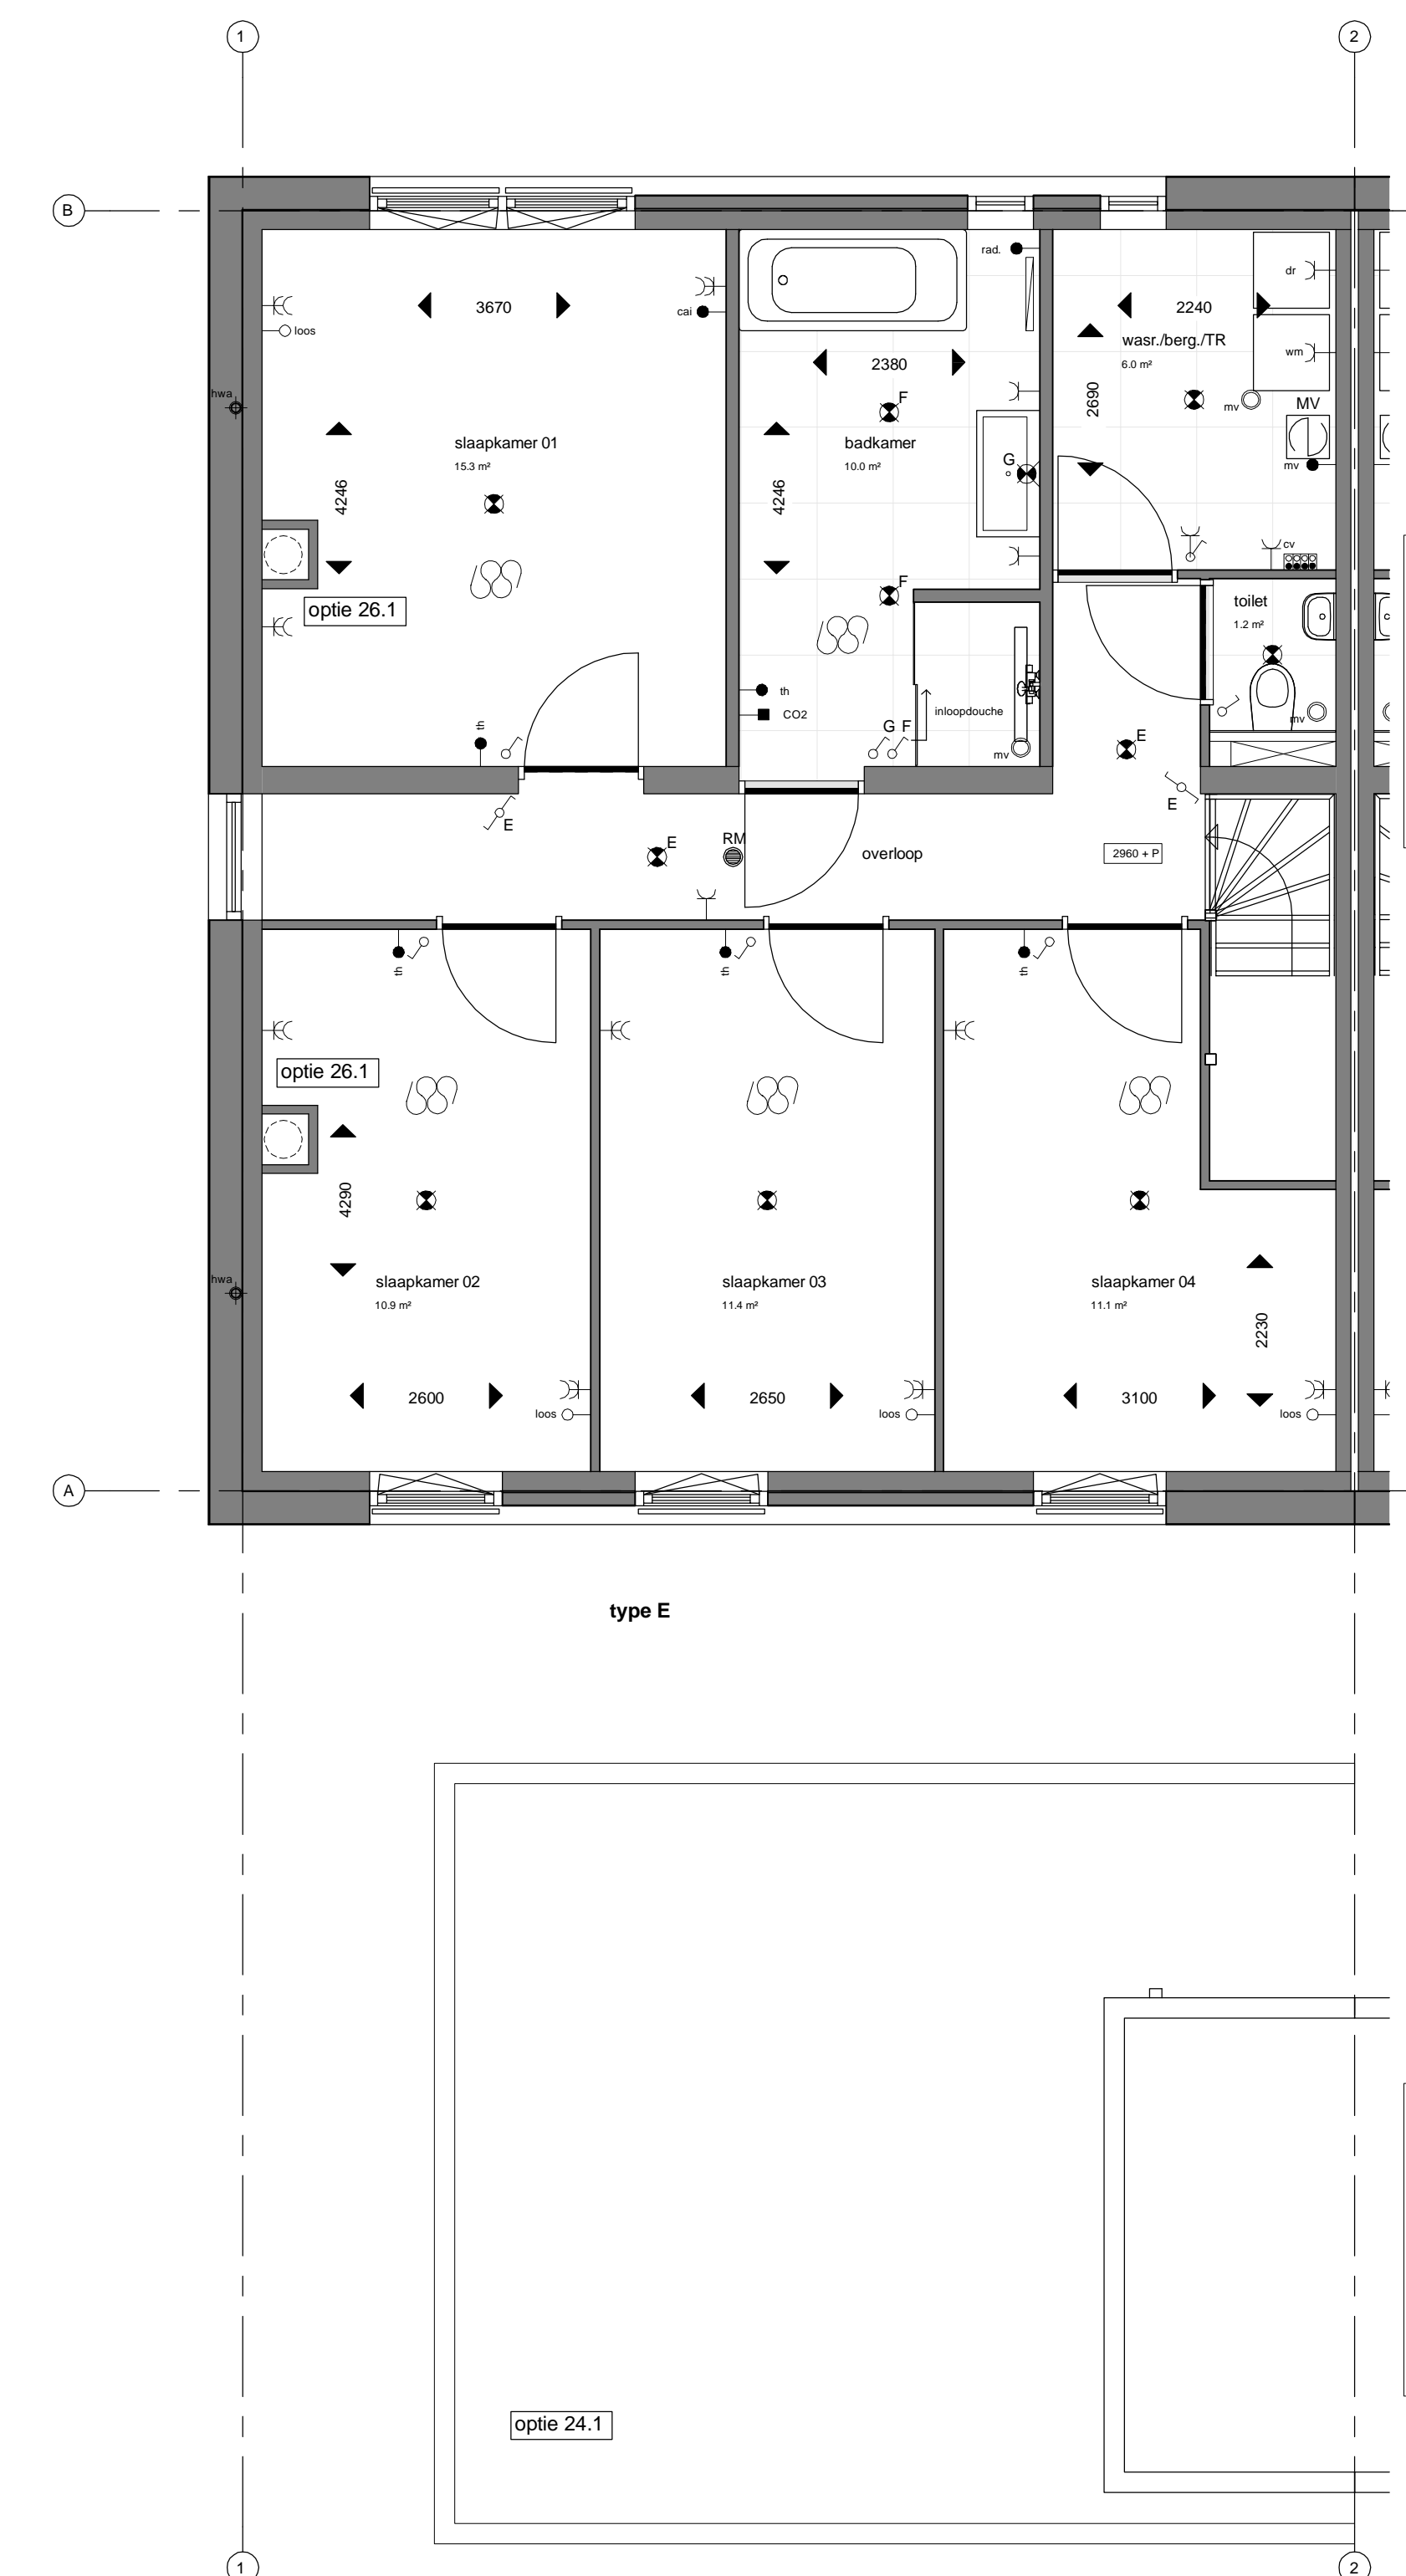 1
2
B
rad.
dr
3670
2240
cai
loos
wasr./berg./TR
6.0 m²
wm
2380
2690
hwa
F
mv
MV
slaapkamer 01
15.3 m²
badkamer
10.0 m²
G
mv
4246
4246
cv
F
optie 26.1
toilet
1.2 m²
th
CO2
inloopdouche
mv
th
G F
mv
E
E
E
E
RM
overloop
2960 + P
th
th
th
optie 26.1
4290
hwa
slaapkamer 02
10.9 m²
slaapkamer 03
11.4 m²
slaapkamer 04
11.1 m²
2230
2600
2650
3100
loos
loos
loos
A
type E
optie 24.1
1
2